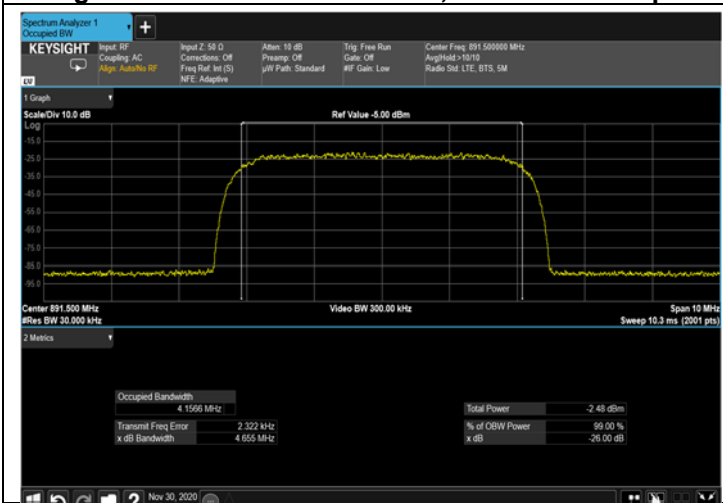 Spectrum Analyzer 1
Occupied BW
+
KEYSIGHT
Input: RF
Coupling: AC
Align: Auto/No RF
Input Z: 50 Ω
Corrections: Off
Freq Ref: Int (S)
NFE: Adaptive
Atten: 10 dB
Preamp: Off
µW Path: Standard
Trig: Free Run
Gate: Off
#IF Gain: Low
Center Freq: 891.500000 MHz
Avg|Hold:>10/10
Radio Std: LTE, BTS, 5M
LXI
1 Graph
Scale/Div 10.0 dB
Ref Value -5.00 dBm
Log
-15.0
-25.0
-35.0
-45.0
-55.0
-65.0
-75.0
-85.0
-95.0
Center 891.500 MHz
Video BW 300.00 kHz
Span 10 MHz
#Res BW 30.000 kHz
Sweep 10.3 ms (2001 pts)
2 Metrics
Occupied Bandwidth
4.1566 MHz
Total Power -2.48 dBm
Transmit Freq Error 2.322 kHz
% of OBW Power 99.00 %
x dB Bandwidth 4.655 MHz
x dB -26.00 dB
?
Nov 30, 2020